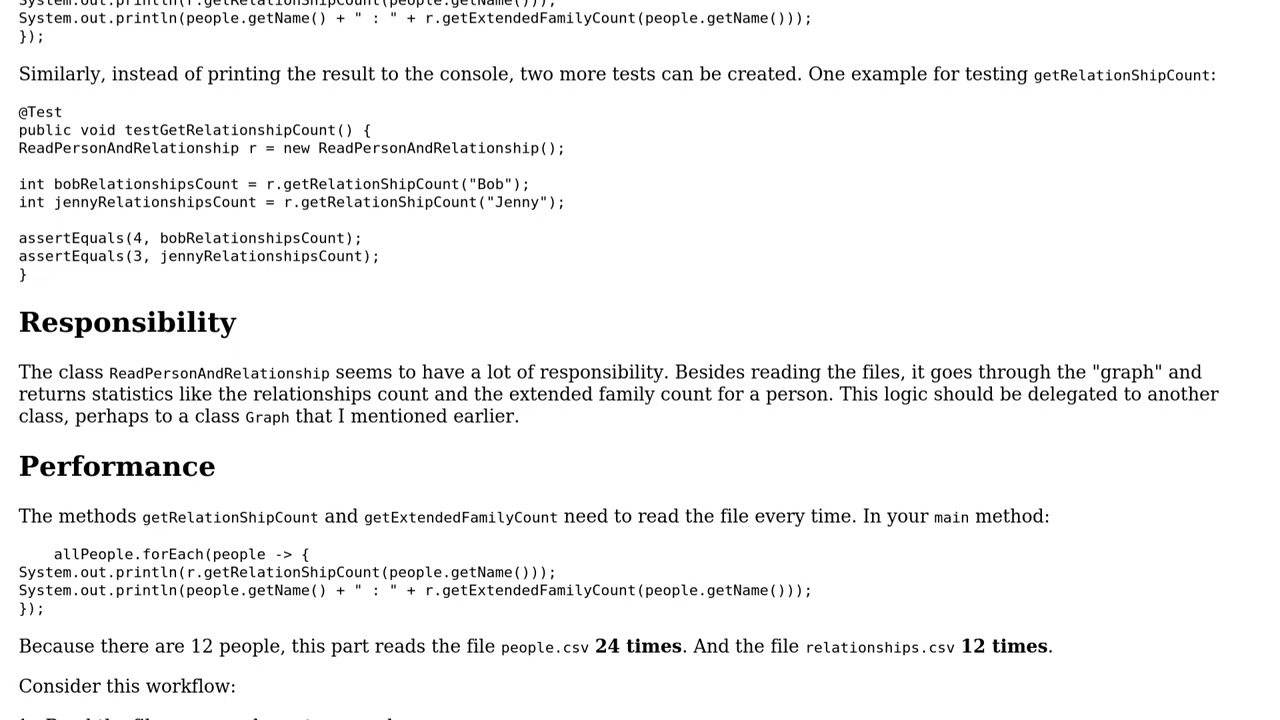 System.out.println(r.getRelationShipCount(people.getName()));
System.out.println(people.getName() + " : " + r.getExtendedFamilyCount(people.getName()));
});
Similarly, instead of printing the result to the console, two more tests can be created. One example for testing getRelationShipCount:
@Test
public void testGetRelationshipCount() {
ReadPersonAndRelationship r = new ReadPersonAndRelationship();
int bobRelationshipsCount = r.getRelationShipCount("Bob");
int jennyRelationshipsCount = r.getRelationShipCount("Jenny");
assertEquals(4, bobRelationshipsCount);
assertEquals(3, jennyRelationshipsCount);
}
Responsibility
The class ReadPersonAndRelationship seems to have a lot of responsibility. Besides reading the files, it goes through the "graph" and
returns statistics like the relationships count and the extended family count for a person. This logic should be delegated to another
class, perhaps to a class Graph that I mentioned earlier.
Performance
The methods getRelationShipCount and getExtendedFamilyCount need to read the file every time. In your main method:
allPeople.forEach(people -> {
System.out.println(r.getRelationShipCount(people.getName()));
System.out.println(people.getName() + " : " + r.getExtendedFamilyCount(people.getName()));
});
Because there are 12 people, this part reads the file people.csv 24 times. And the file relationships.csv 12 times.
Consider this workflow: